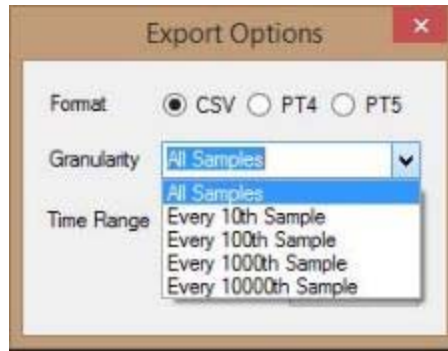 Export Options
Format CSV PT4 PT5
Granularity All Samples
All Samples
Every 10th Sample
Time Range
Every 100th Sample
Every 1000th Sample
Every 10000th Sample